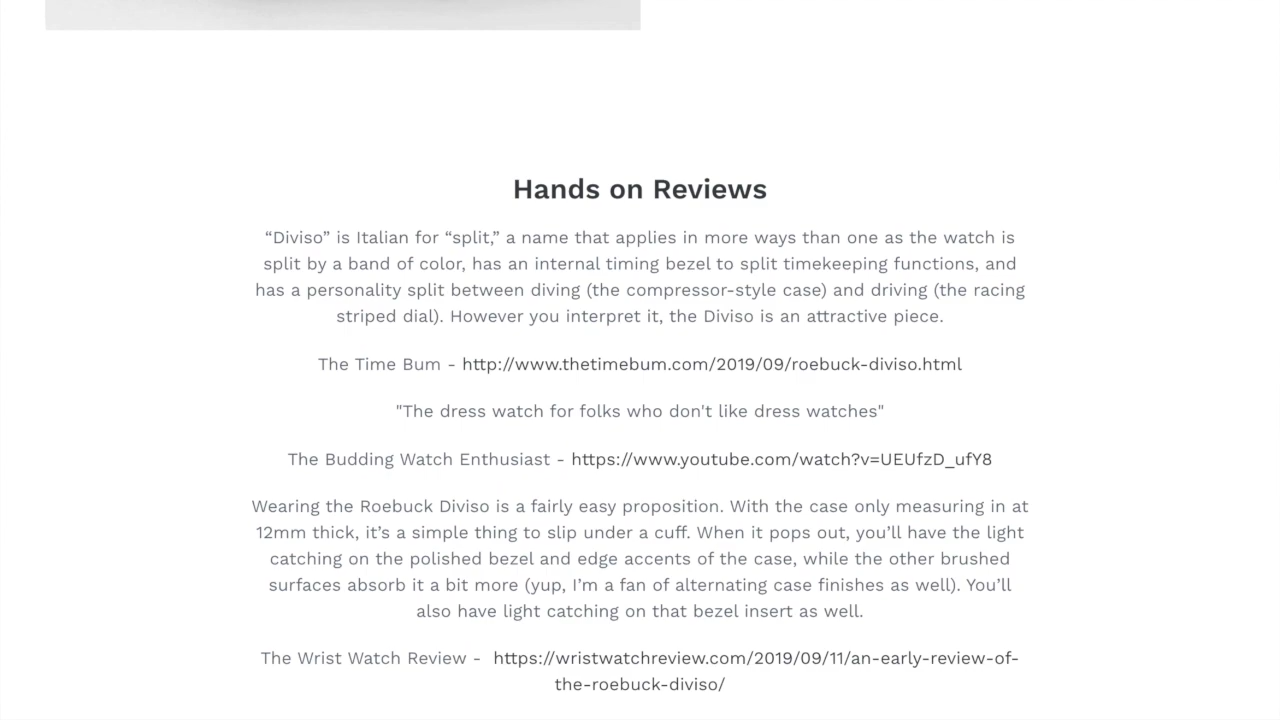 Hands on Reviews
“Diviso” is Italian for “split,” a name that applies in more ways than one as the watch is
split by a band of color, has an internal timing bezel to split timekeeping functions, and
has a personality split between diving (the compressor-style case) and driving (the racing
striped dial). However you interpret it, the Diviso is an attractive piece.
The Time Bum - http://www.thetimebum.com/2019/09/roebuck-diviso.html
"The dress watch for folks who don't like dress watches"
The Budding Watch Enthusiast - https://www.youtube.com/watch?v=UEUfzD_ufY8
Wearing the Roebuck Diviso is a fairly easy proposition. With the case only measuring in at
12mm thick, it’s a simple thing to slip under a cuff. When it pops out, you’ll have the light
catching on the polished bezel and edge accents of the case, while the other brushed
surfaces absorb it a bit more (yup, I’m a fan of alternating case finishes as well). You’ll
also have light catching on that bezel insert as well.
The Wrist Watch Review - https://wristwatchreview.com/2019/09/11/an-early-review-of-
the-roebuck-diviso/